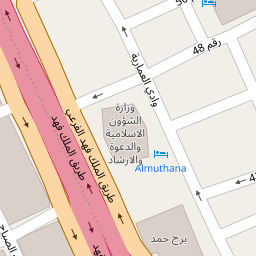 رقم 48
وادي العمارية
وزارة
الشؤون
الاسلامية
والدعوة
والارشاد
طريق الملك فهد الفرعي
طريق الملك فهد
Almuthana
برج حمد